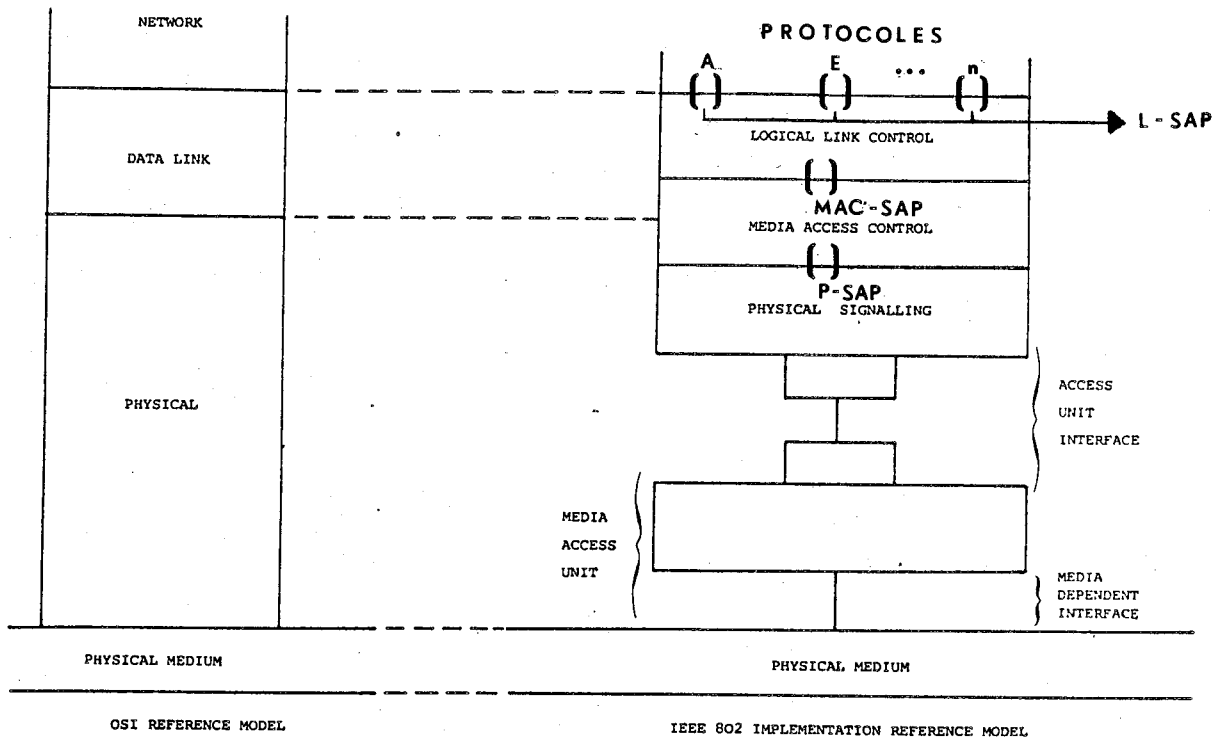 NETWORK
DATA LINK
PHYSICAL
PHYSICAL MEDIUM
OSI REFERENCE MODEL
PROTOCOLES
A E ... n
L-SAP
LOGICAL LINK CONTROL
MAC-SAP
MEDIA ACCESS CONTROL
P-SAP
PHYSICAL SIGNALLING
ACCESS
UNIT
INTERFACE
MEDIA
ACCESS
UNIT
MEDIA
DEPENDENT
INTERFACE
PHYSICAL MEDIUM
IEEE 802 IMPLEMENTATION REFERENCE MODEL